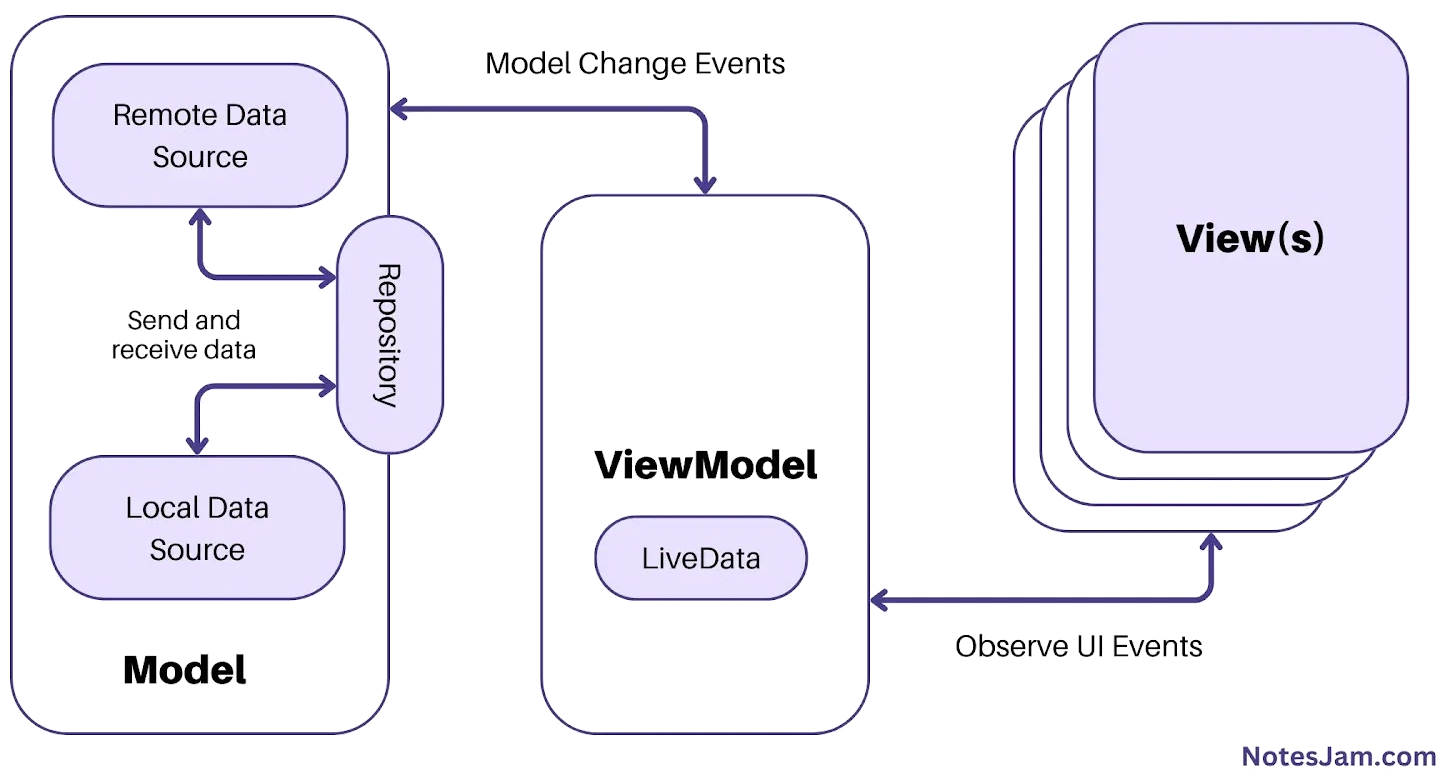 Model Change Events
Remote Data
Source
Repository
Send and
receive data
Local Data
Source
Model
ViewModel
LiveData
View(s)
Observe UI Events
NotesJam.com